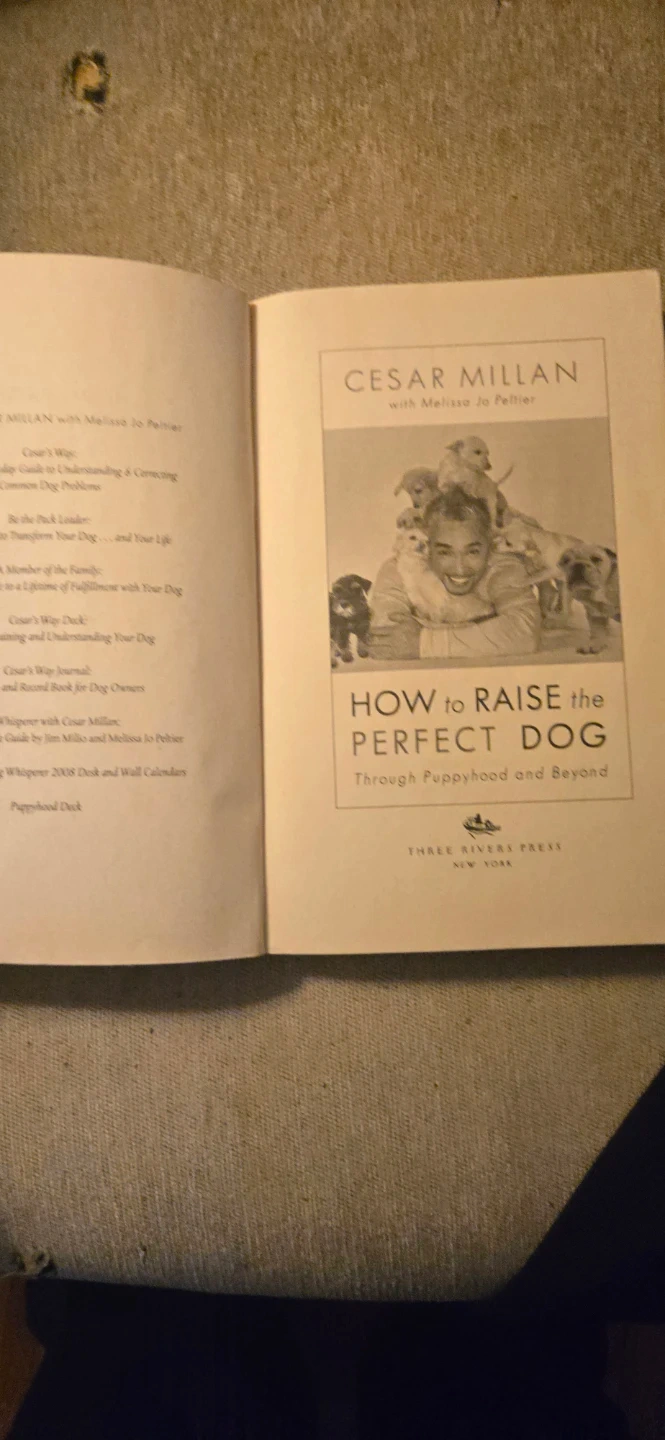 MILLAN with Melissa Jo Peltier
Cesar's Way:
day Guide to Understanding & Correcting
Common Dog Problems
Be the Pack Leader:
to Transform Your Dog . . . and Your Life
A Member of the Family:
to a Lifetime of Fulfillment with Your Dog
Cesar's Way Deck:
and Understanding Your Dog
Cesar's Way Journal:
and Record Book for Dog Owners
Whisperer with Cesar Millan:
Guide by Jim Milio and Melissa Jo Peltier
Whisperer 2008 Desk and Wall Calendars
Puppyhood Deck
CESAR MILLAN
with Melissa Jo Peltier
HOW to RAISE the
PERFECT DOG
Through Puppyhood and Beyond
THREE RIVERS PRESS
NEW YORK